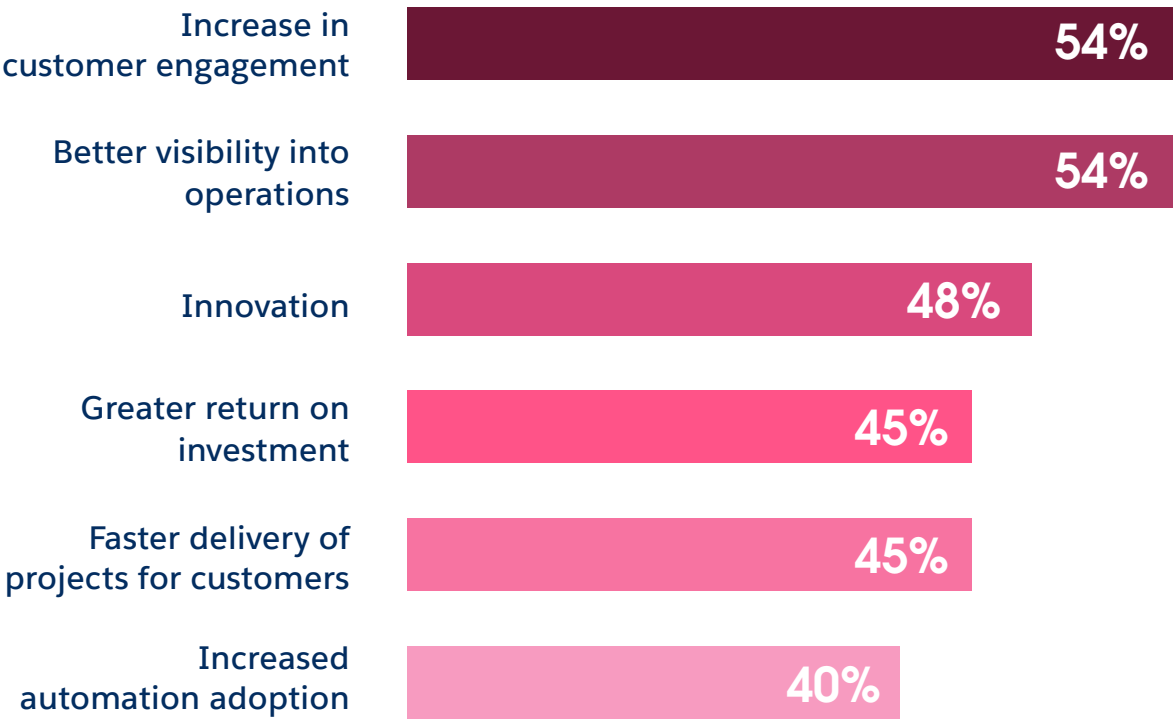 Increase in
customer engagement
54%
Better visibility into
operations
54%
Innovation
48%
Greater return on
investment
45%
Faster delivery of
projects for customers
45%
Increased
automation adoption
40%